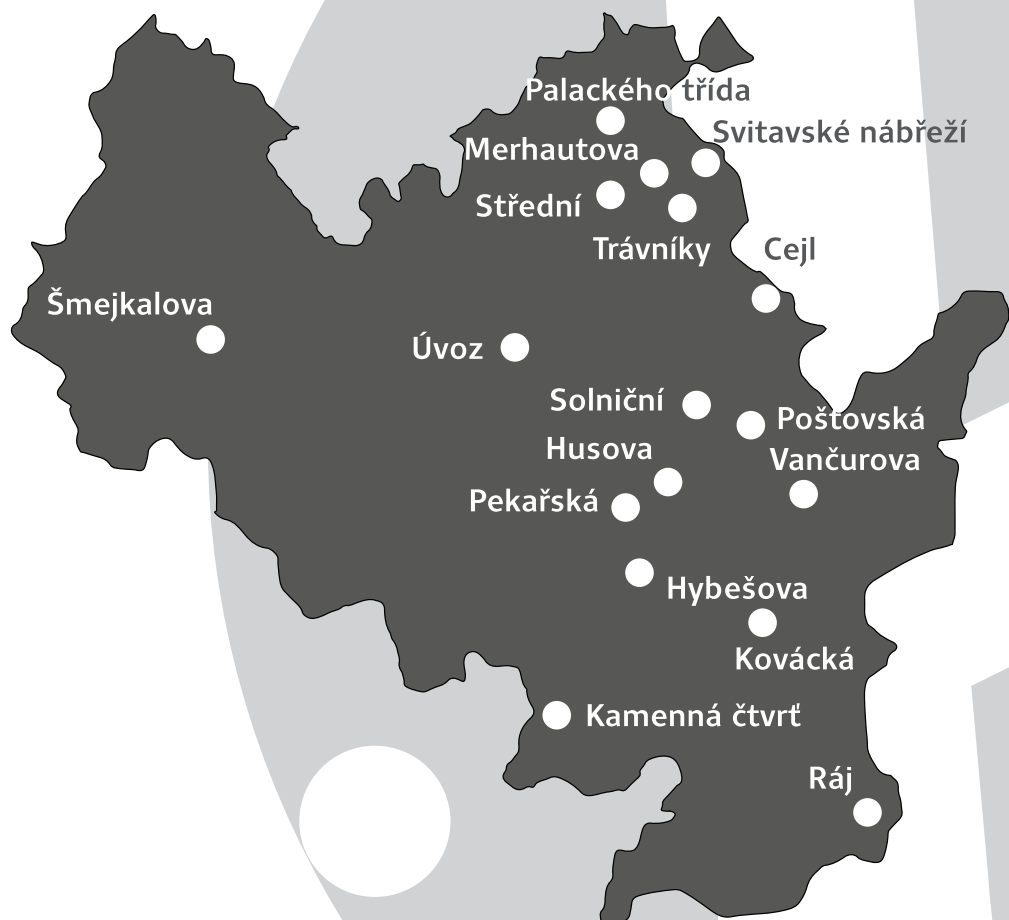 Palackého třída
Svitavské nábřeží
Merhautova
Střední
Trávníky
Cejl
Šmejkalova
Úvoz
Solniční
Poštovská
Husova
Vančurova
Pekařská
Hybešova
Kovácká
Kamenná čtvrť
Ráj